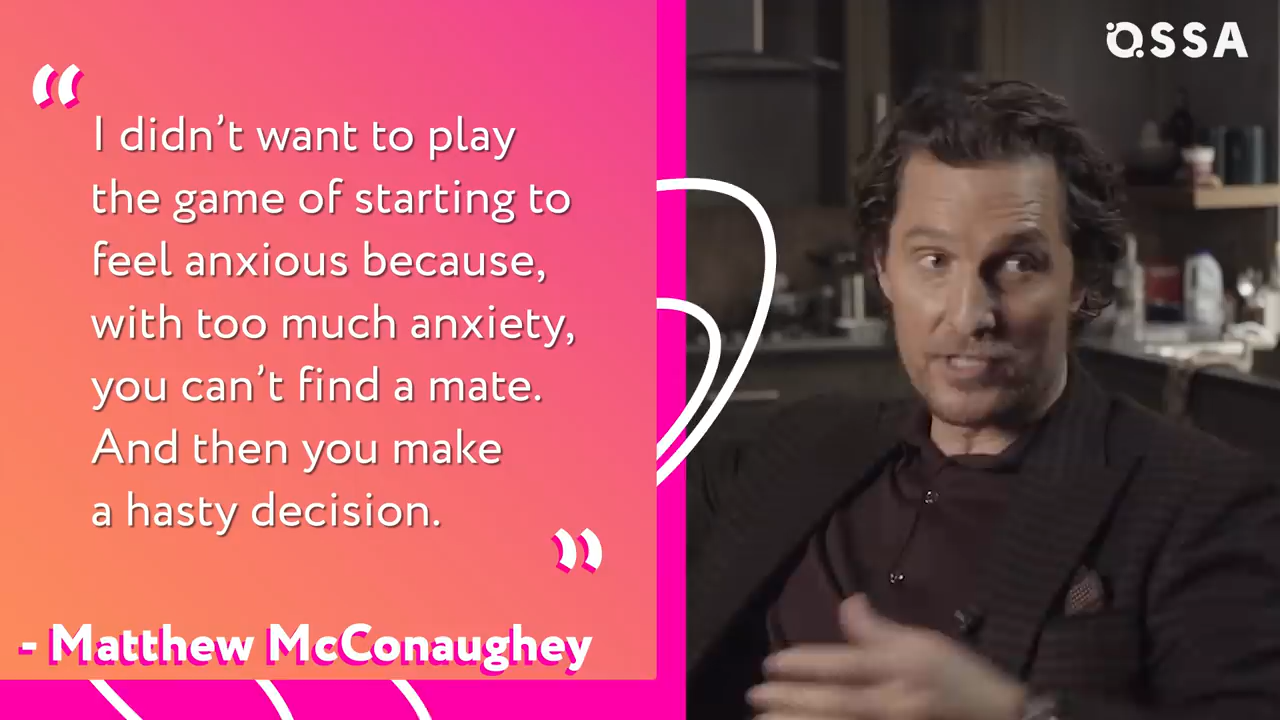 OSSA
“
I didn’t want to play
the game of starting to
feel anxious because,
with too much anxiety,
you can’t find a mate.
And then you make
a hasty decision.
”
- Matthew McConaughey